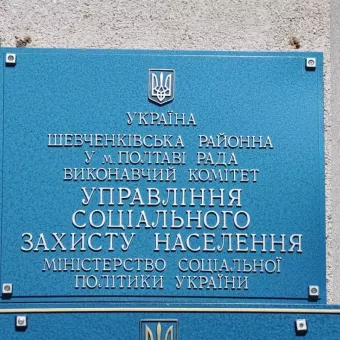 УКРАЇНА
ШЕВЧЕНКІВСЬКА РАЙОННА
У м. ПОЛТАВІ РАДА
ВИКОНАВЧИЙ КОМІТЕТ
УПРАВЛІННЯ
СОЦІАЛЬНОГО
ЗАХИСТУ НАСЕЛЕННЯ
МІНІСТЕРСТВО СОЦІАЛЬНОЇ
ПОЛІТИКИ УКРАЇНИ